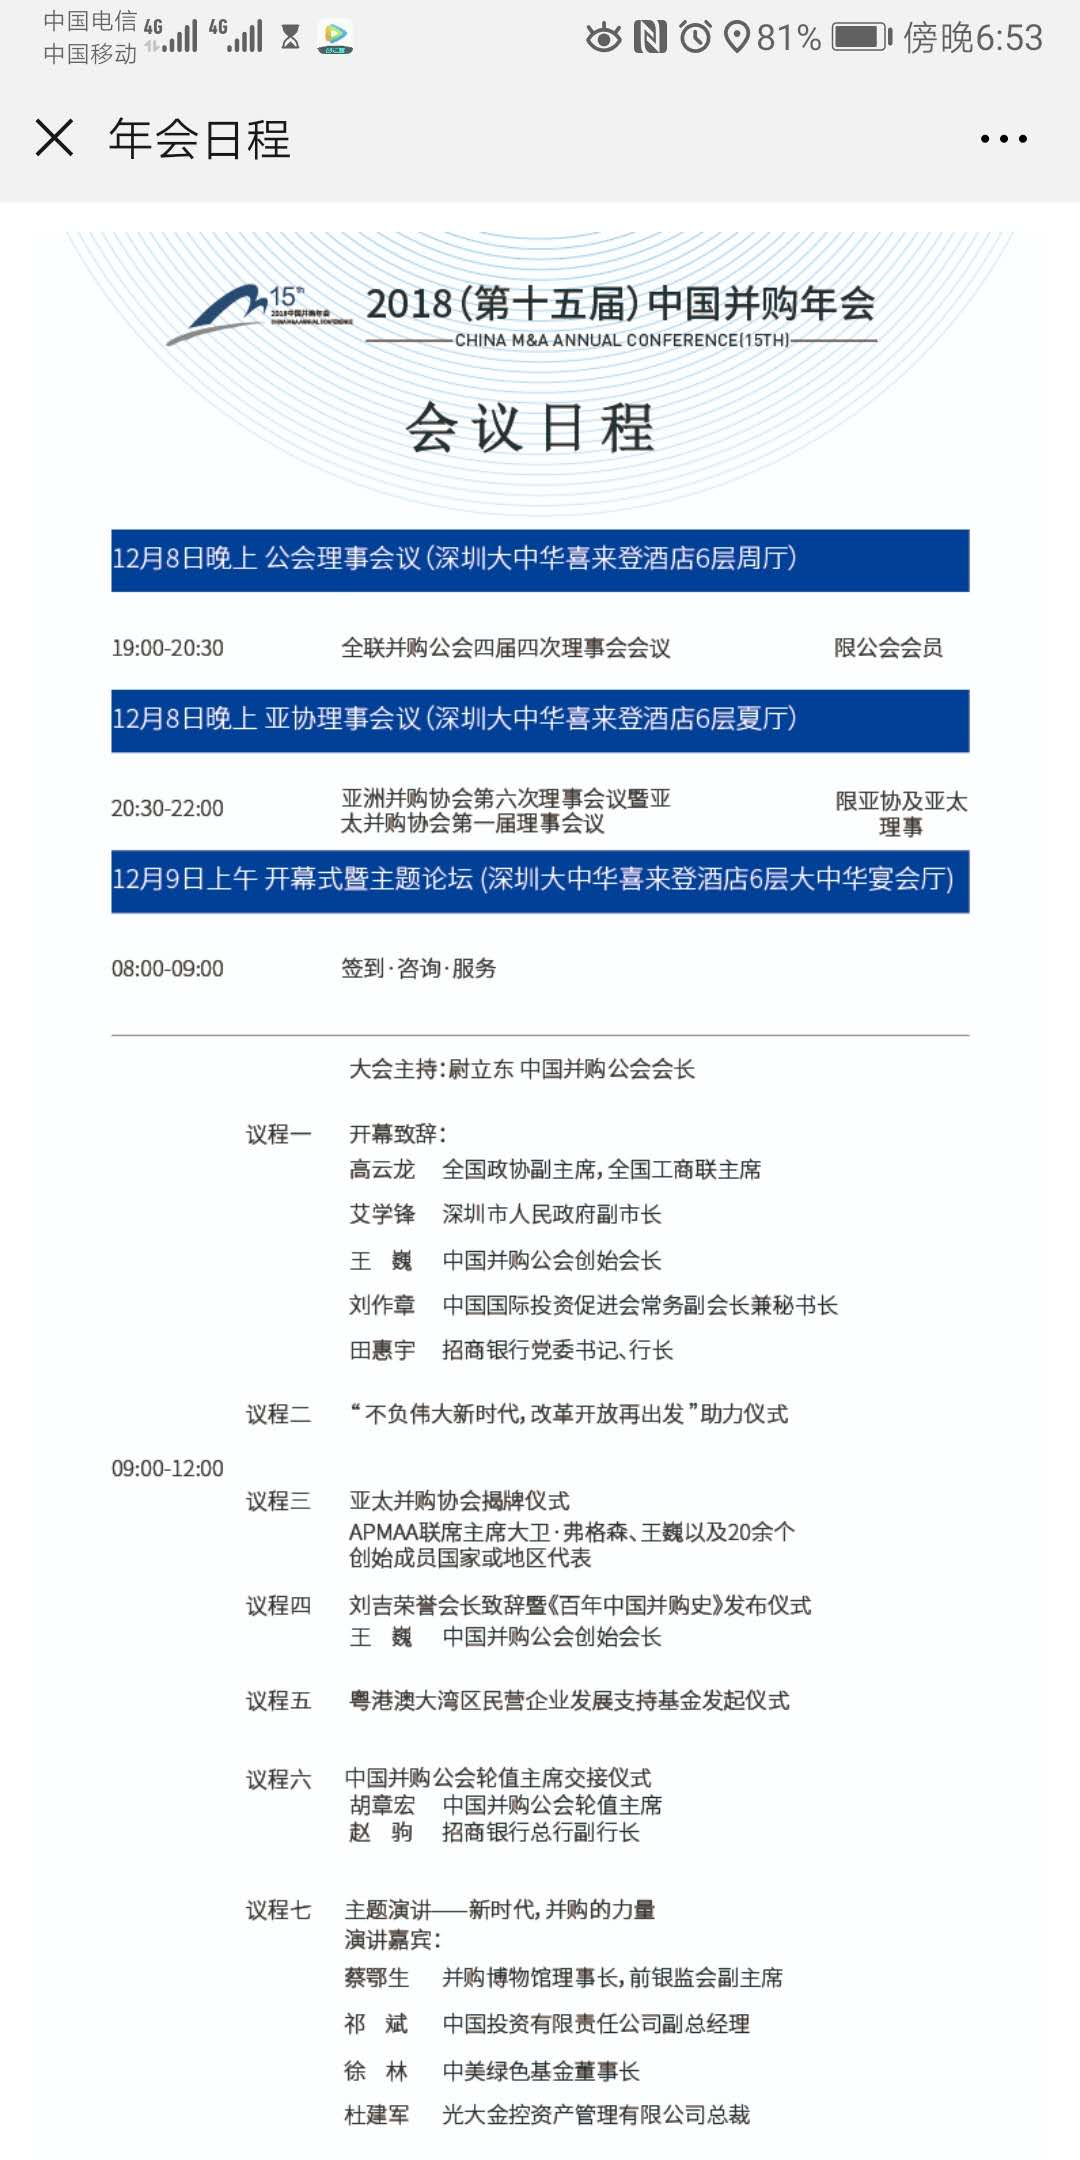 中国电信 4G 4G 81% 傍晚6:53
中国移动
年会日程
15th
2018中国并购年会
CHINA M&A ANNUAL CONFERENCE
2018(第十五届)中国并购年会
CHINA M&A ANNUAL CONFERENCE(15TH)
会议日程
12月8日晚上 公会理事会议(深圳大中华喜来登酒店6层周厅)
19:00-20:30 全联并购公会四届四次理事会会议 限公会会员
12月8日晚上 亚协理事会议(深圳大中华喜来登酒店6层夏厅)
20:30-22:00 亚洲并购协会第六次理事会议暨亚 限亚协及亚太
太并购协会第一届理事会议 理事
12月9日上午 开幕式暨主题论坛 (深圳大中华喜来登酒店6层大中华宴会厅)
08:00-09:00 签到·咨询·服务
大会主持:尉立东 中国并购公会会长
议程一 开幕致辞:
高云龙 全国政协副主席,全国工商联主席
艾学锋 深圳市人民政府副市长
王 巍 中国并购公会创始会长
刘作章 中国国际投资促进会常务副会长兼秘书长
田惠宇 招商银行党委书记、行长
议程二 “不负伟大新时代,改革开放再出发”助力仪式
09:00-12:00
议程三 亚太并购协会揭牌仪式
APMAA联席主席大卫·弗格森、王巍以及20余个
创始成员国家或地区代表
议程四 刘吉荣誉会长致辞暨《百年中国并购史》发布仪式
王 巍 中国并购公会创始会长
议程五 粤港澳大湾区民营企业发展支持基金发起仪式
议程六 中国并购公会轮值主席交接仪式
胡章宏 中国并购公会轮值主席
赵 驹 招商银行总行副行长
议程七 主题演讲——新时代,并购的力量
演讲嘉宾:
蔡鄂生 并购博物馆理事长,前银监会副主席
祁 斌 中国投资有限责任公司副总经理
徐 林 中美绿色基金董事长
杜建军 光大金控资产管理有限公司总裁